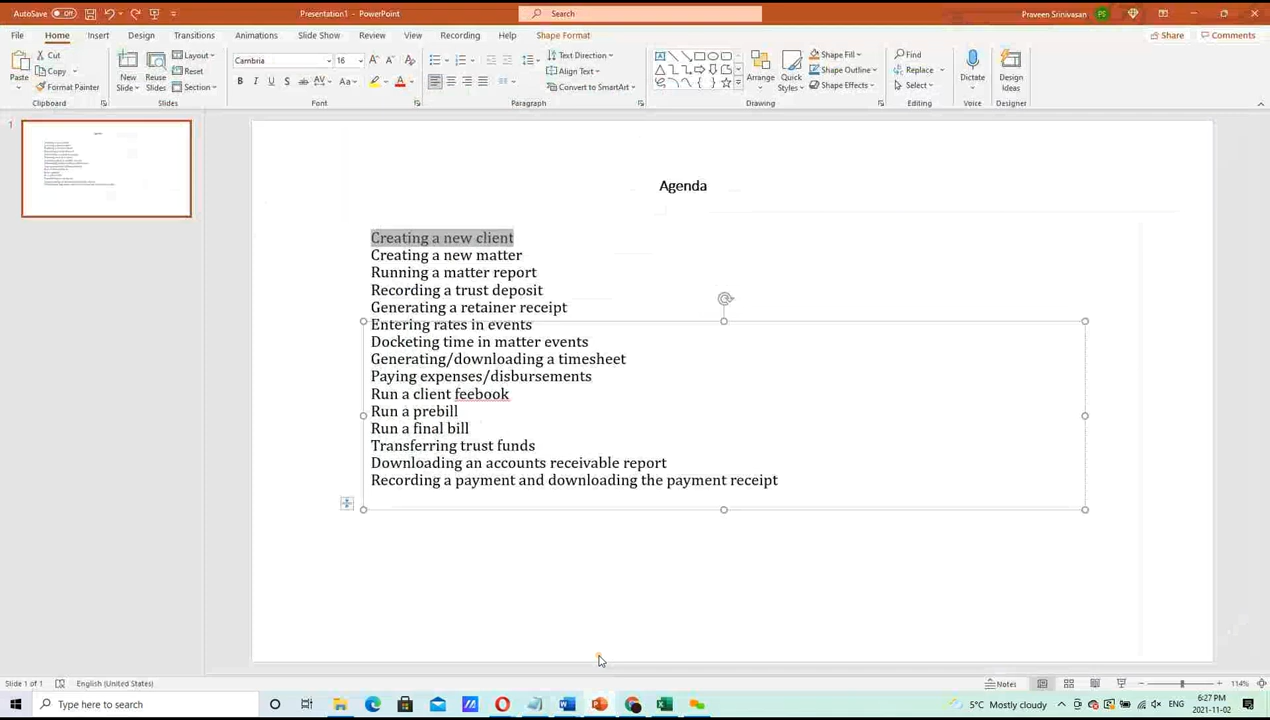 AutoSave Off Presentation1 - PowerPoint Search Praveen Srinivasan PS
File Home Insert Design Transitions Animations Slide Show Review View Recording Help Shape Format Share Comments
Paste
Cut
Copy
Format Painter
Clipboard
New Slide
Reuse Slides
Layout
Reset
Section
Slides
Cambria 16
B I U S ab AV Aa A
Font
Text Direction
Align Text
Convert to SmartArt
Paragraph
Arrange
Quick Styles
Shape Fill
Shape Outline
Shape Effects
Drawing
Find
Replace
Select
Editing
Dictate
Voice
Design Ideas
Designer
1
Agenda
Creating a new client
Creating a new matter
Running a matter report
Recording a trust deposit
Generating a retainer receipt
Entering rates in events
Docketing time in matter events
Generating/downloading a timesheet
Paying expenses/disbursements
Run a client feebook
Run a prebill
Run a final bill
Transferring trust funds
Downloading an accounts receivable report
Recording a payment and downloading the payment receipt
Slide 1 of 1 English (United States) Notes 114%
Type here to search 5°C Mostly cloudy 6:27 PM
2021-11-02